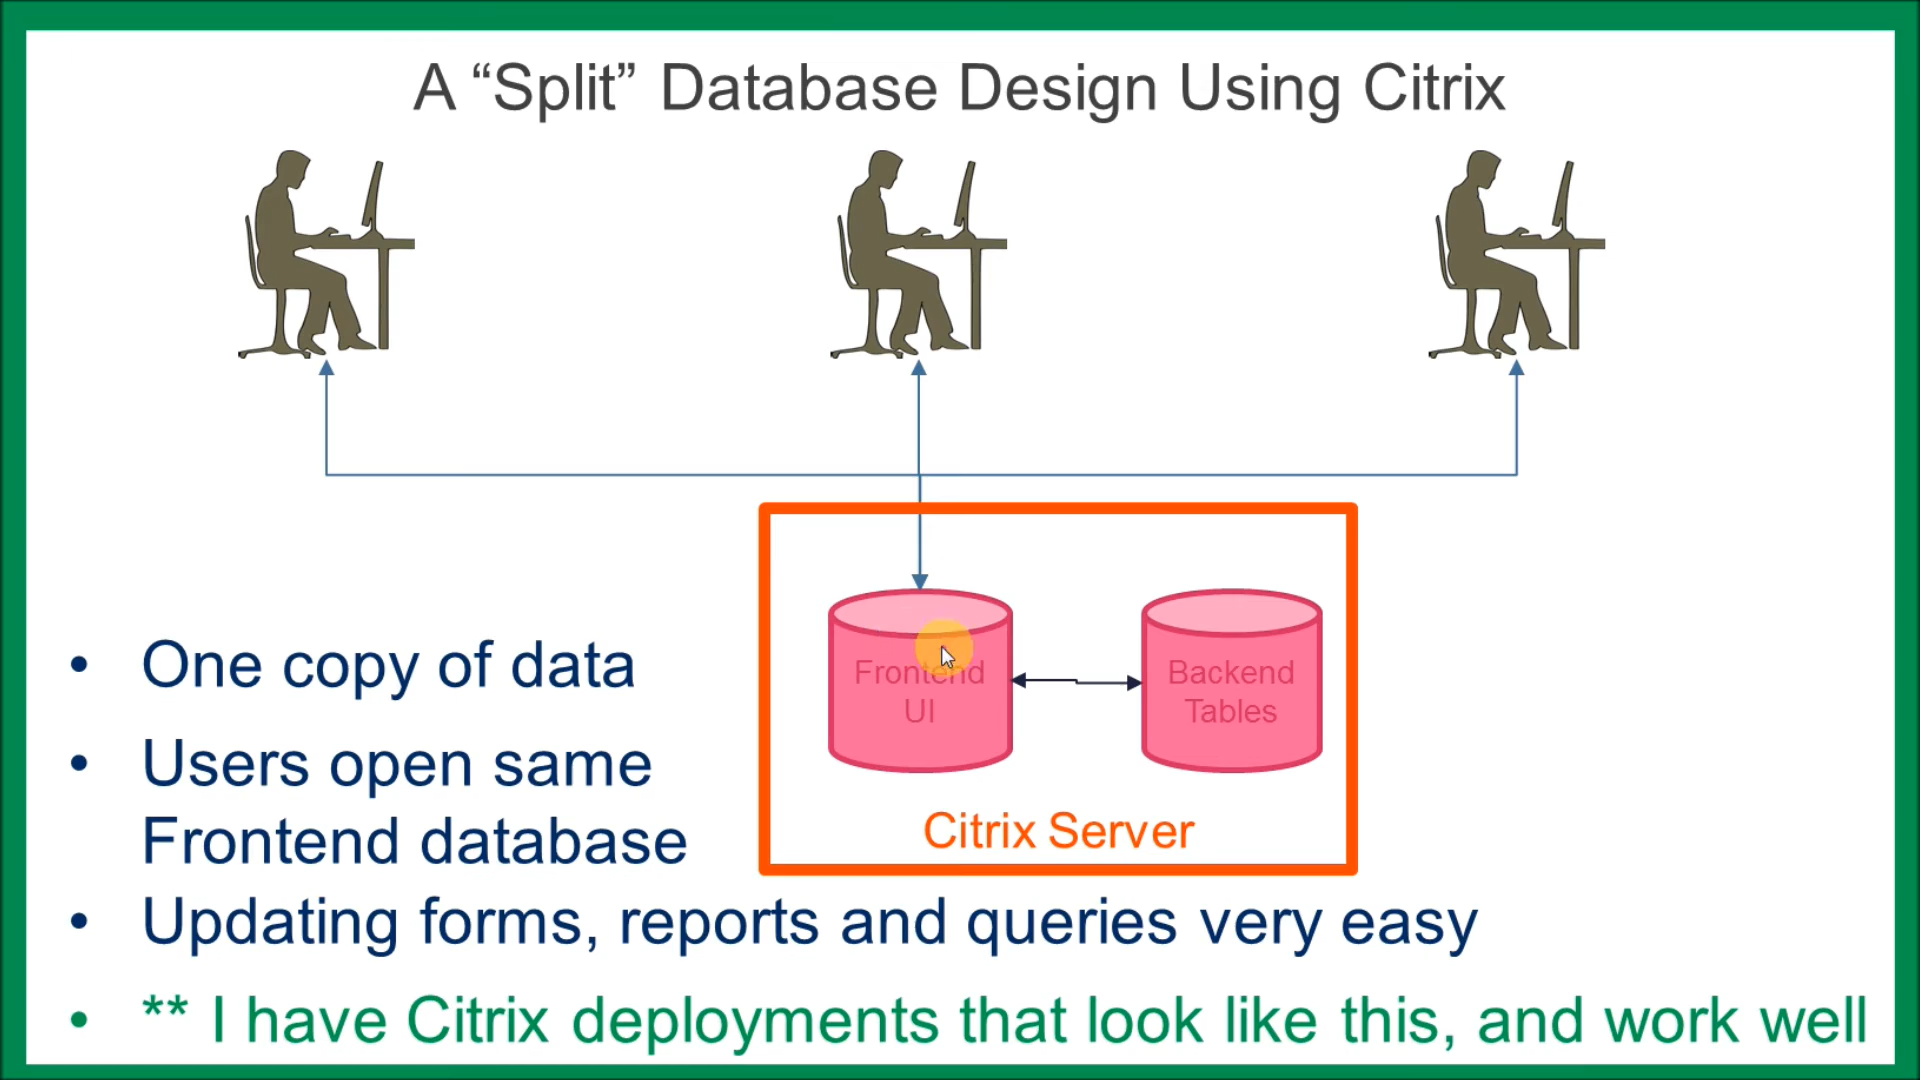 A “Split” Database Design Using Citrix
Frontend
UI
Backend
Tables
Citrix Server
• One copy of data
• Users open same
Frontend database
• Updating forms, reports and queries very easy
• ** I have Citrix deployments that look like this, and work well